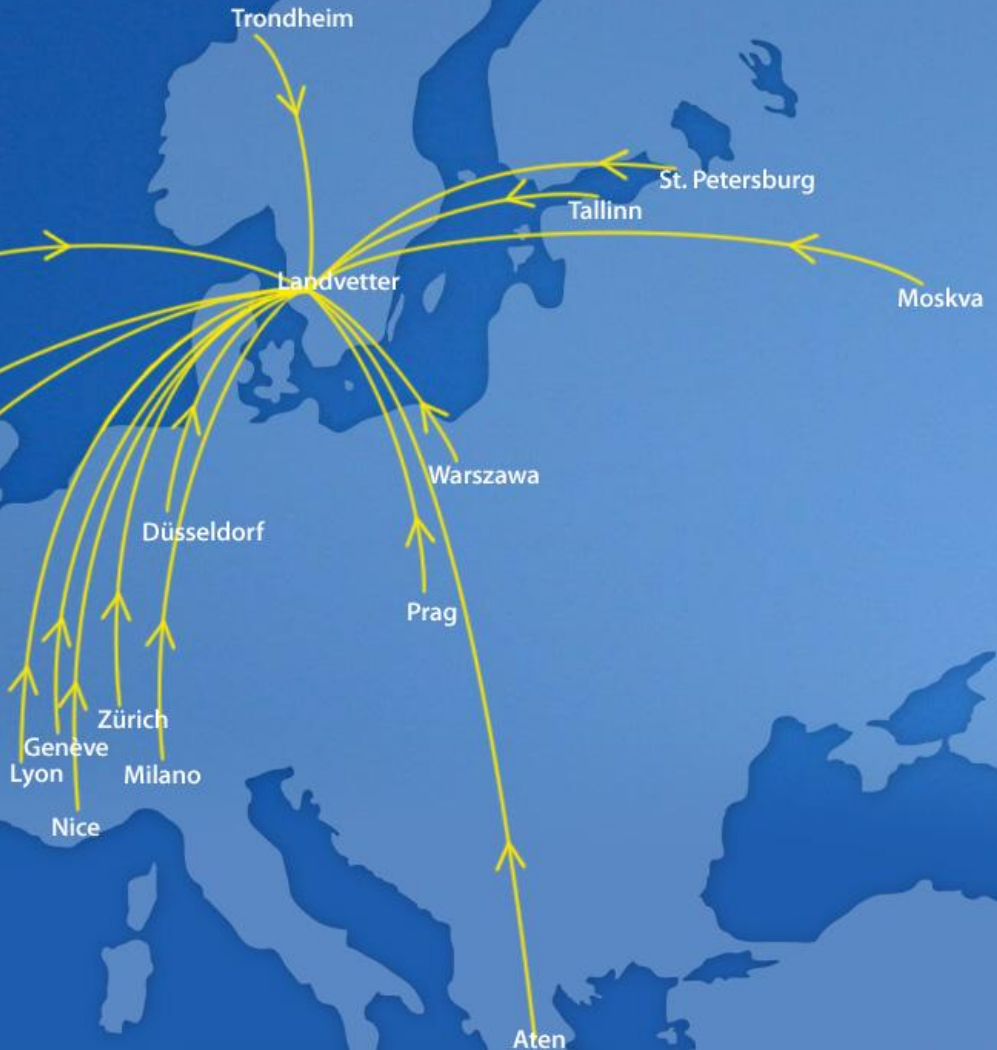 Trondheim
St. Petersburg
Tallinn
Landvetter
Moskva
Warszawa
Düsseldorf
Prag
Zürich
Genève
Lyon
Milano
Nice
Aten